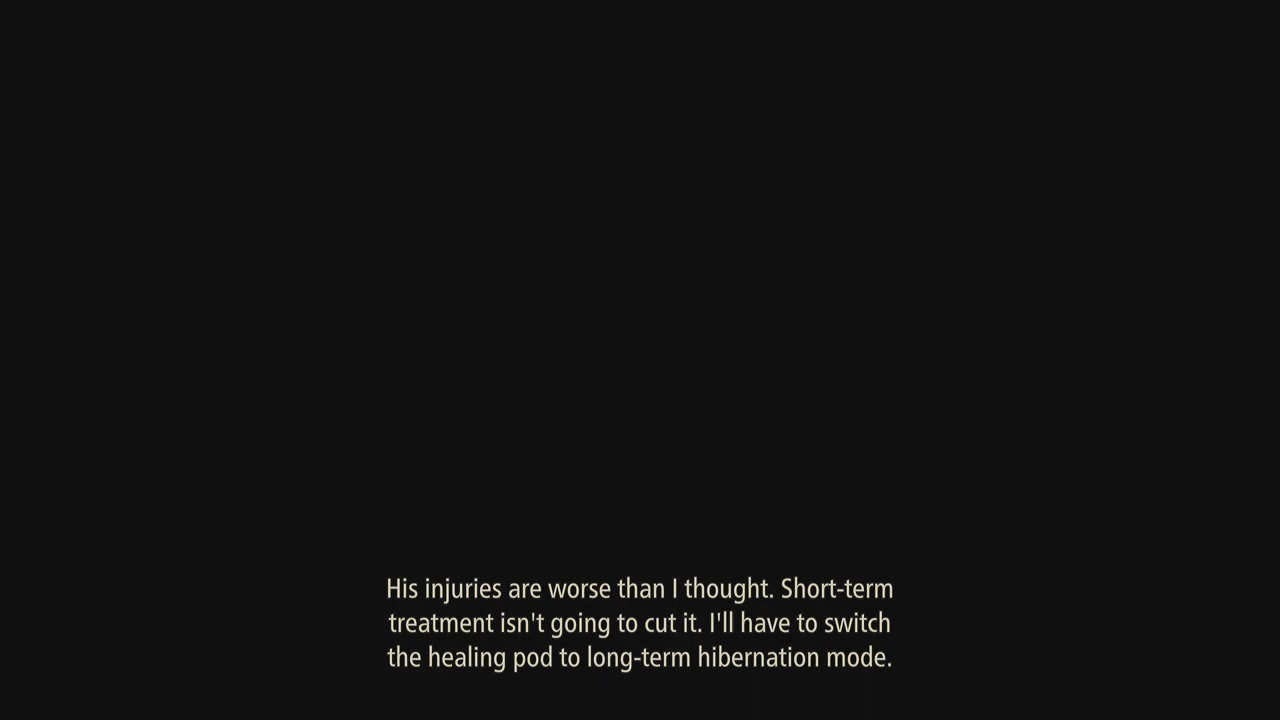 His injuries are worse than I thought. Short-term
treatment isn't going to cut it. I'll have to switch
the healing pod to long-term hibernation mode.